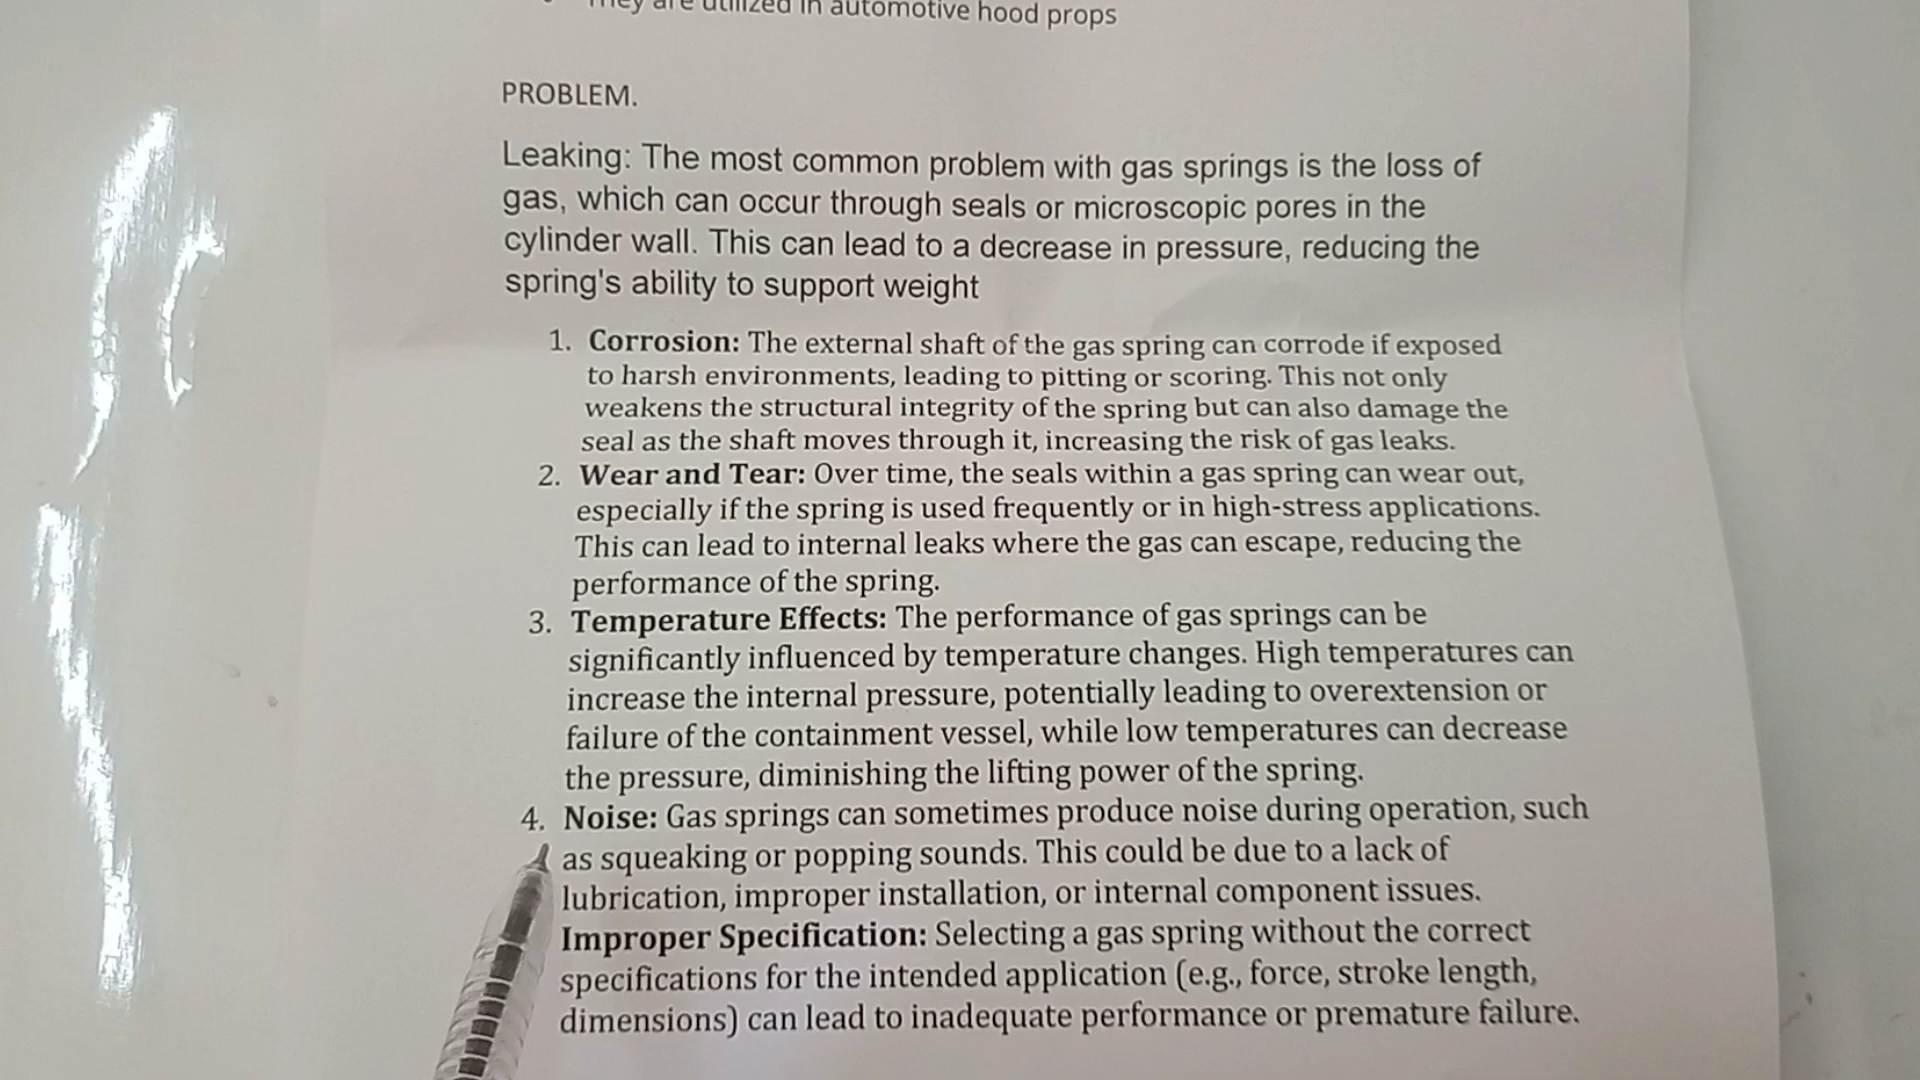 They are utilized in automotive hood props
PROBLEM.
Leaking: The most common problem with gas springs is the loss of
gas, which can occur through seals or microscopic pores in the
cylinder wall. This can lead to a decrease in pressure, reducing the
spring's ability to support weight
1. Corrosion: The external shaft of the gas spring can corrode if exposed
to harsh environments, leading to pitting or scoring. This not only
weakens the structural integrity of the spring but can also damage the
seal as the shaft moves through it, increasing the risk of gas leaks.
2. Wear and Tear: Over time, the seals within a gas spring can wear out,
especially if the spring is used frequently or in high-stress applications.
This can lead to internal leaks where the gas can escape, reducing the
performance of the spring.
3. Temperature Effects: The performance of gas springs can be
significantly influenced by temperature changes. High temperatures can
increase the internal pressure, potentially leading to overextension or
failure of the containment vessel, while low temperatures can decrease
the pressure, diminishing the lifting power of the spring.
4. Noise: Gas springs can sometimes produce noise during operation, such
as squeaking or popping sounds. This could be due to a lack of
lubrication, improper installation, or internal component issues.
Improper Specification: Selecting a gas spring without the correct
specifications for the intended application (e.g., force, stroke length,
dimensions) can lead to inadequate performance or premature failure.